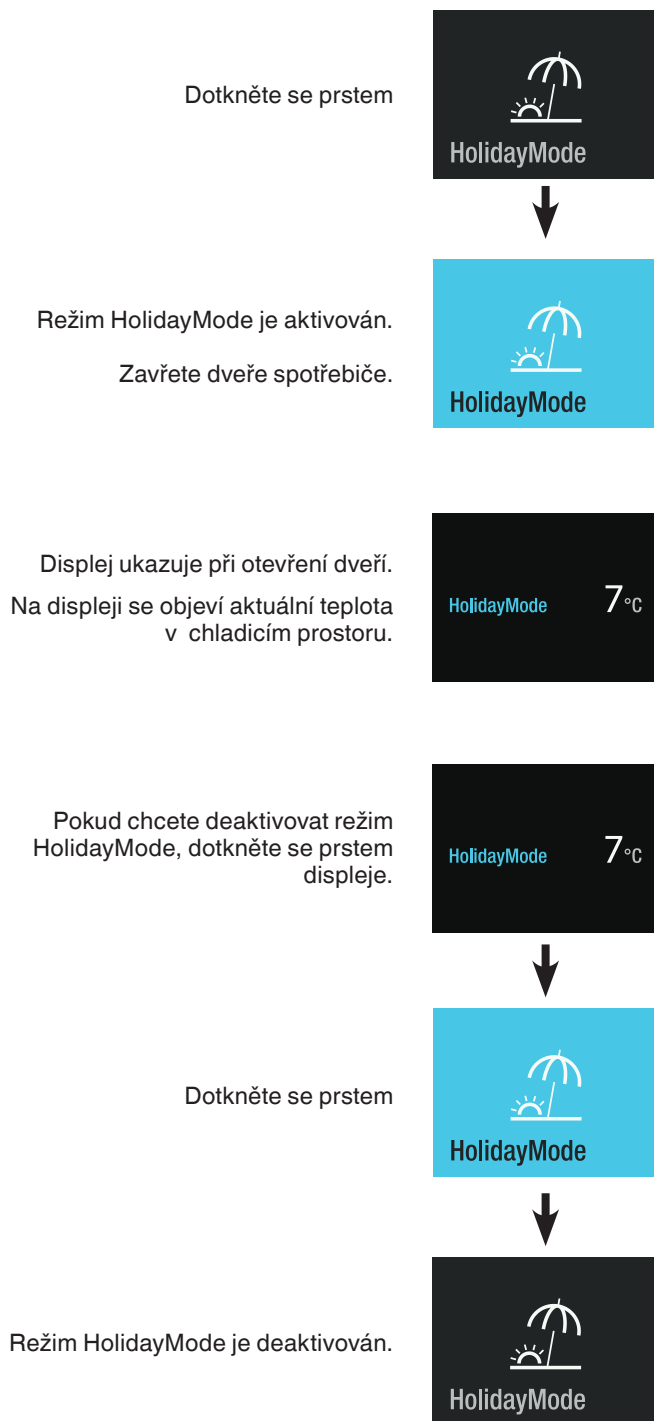 Dotkněte se prstem
HolidayMode
Režim HolidayMode je aktivován.
Zavřete dveře spotřebiče.
HolidayMode
Displej ukazuje při otevření dveří.
Na displeji se objeví aktuální teplota
v chladicím prostoru.
HolidayMode 7°C
Pokud chcete deaktivovat režim
HolidayMode, dotkněte se prstem
displeje.
HolidayMode 7°C
Dotkněte se prstem
HolidayMode
Režim HolidayMode je deaktivován.
HolidayMode